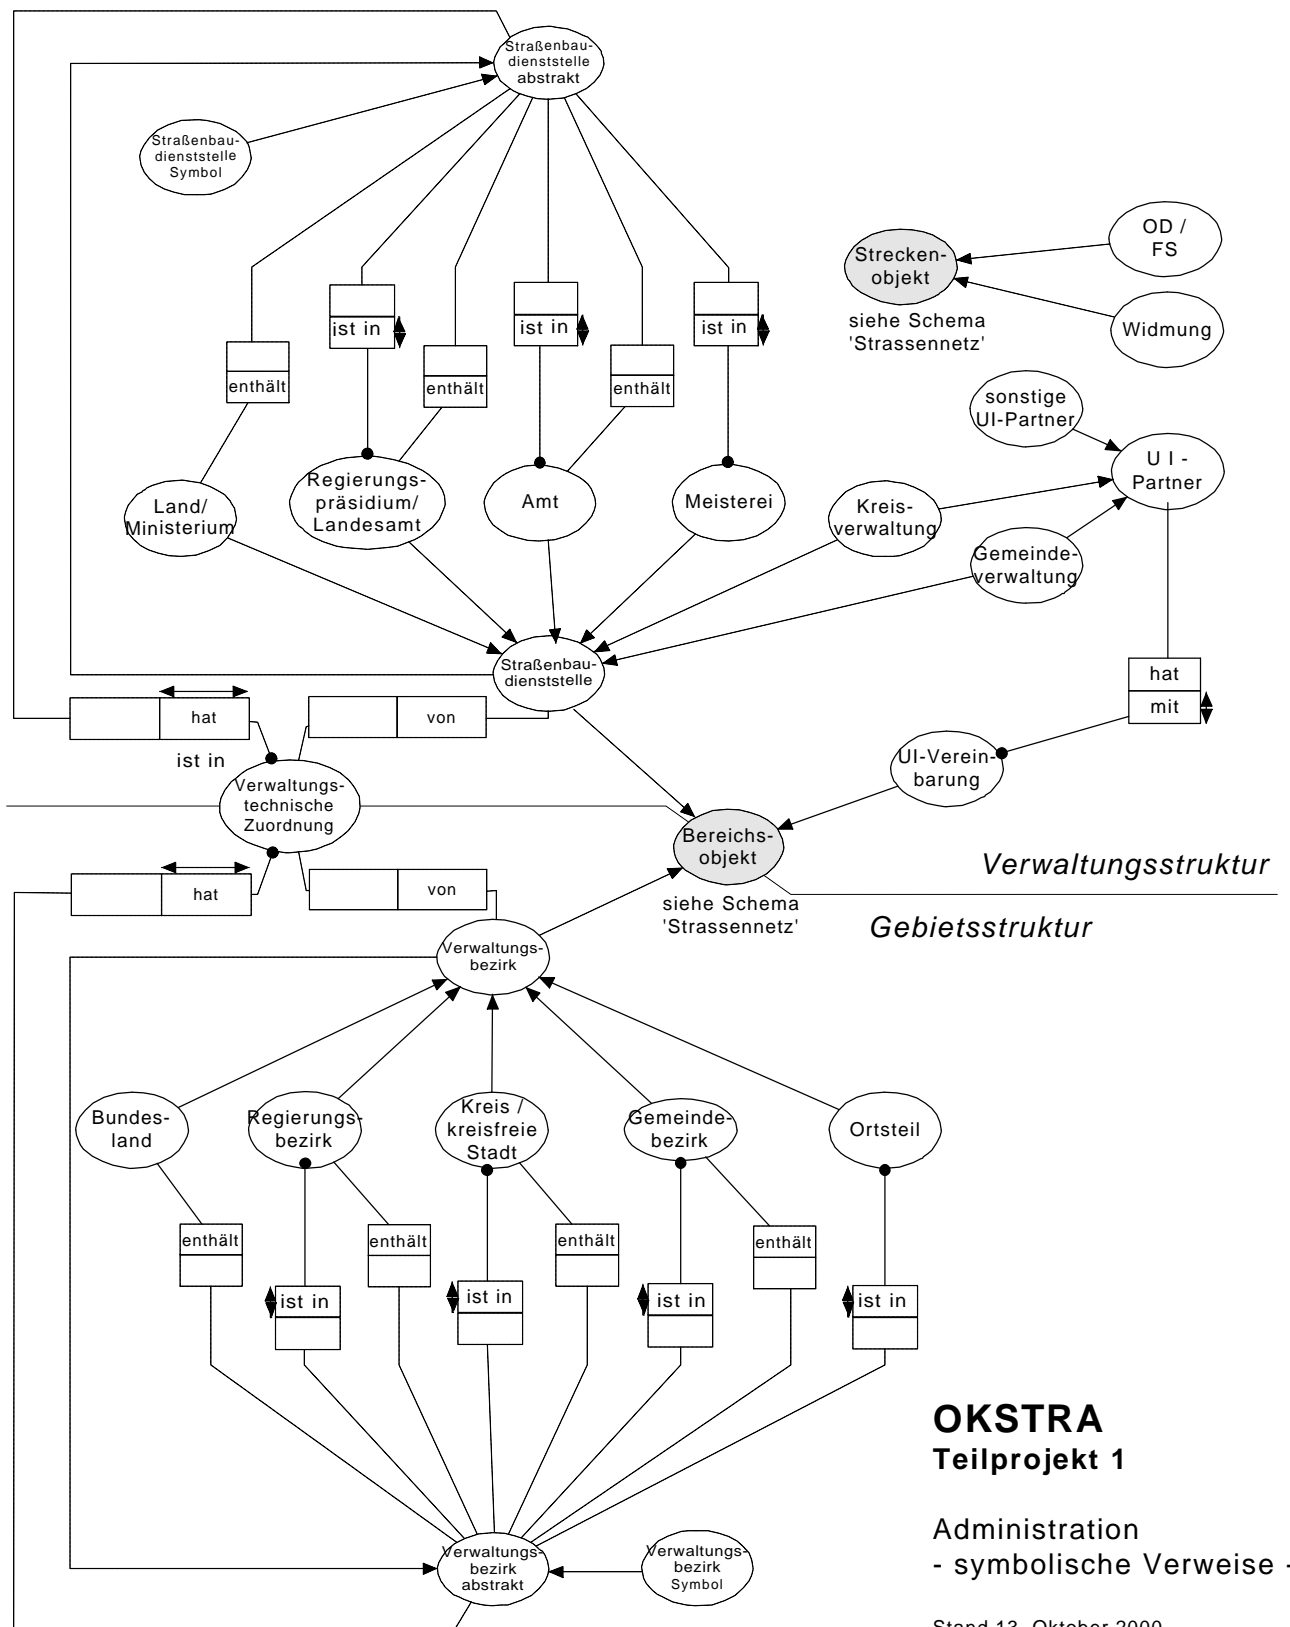 Straßenbau-
dienststelle
abstrakt
Straßenbau-
dienststelle
Symbol
OD /
FS
Strecken-
objekt
siehe Schema
'Strassennetz'
Widmung
ist in
ist in
ist in
enthält
enthält
enthält
sonstige
UI-Partner
U I -
Partner
Land/
Ministerium
Regierungs-
präsidium/
Landesamt
Amt
Meisterei
Kreis-
verwaltung
Gemeinde-
verwaltung
Straßenbau-
dienststelle
hat
mit
hat
von
ist in
UI-Verein-
barung
Verwaltungs-
technische
Zuordnung
Bereichs-
objekt
siehe Schema
'Strassennetz'
Verwaltungsstruktur
Gebietsstruktur
hat
von
Verwaltungs-
bezirk
Bundes-
land
Regierungs-
bezirk
Kreis /
kreisfreie
Stadt
Gemeinde-
bezirk
Ortsteil
enthält
enthält
enthält
enthält
ist in
ist in
ist in
ist in
Verwaltungs-
bezirk
abstrakt
Verwaltungs-
bezirk
Symbol
OKSTRA
Teilprojekt 1
Administration
- symbolische Verweise -
Stand 13. Oktober 2000